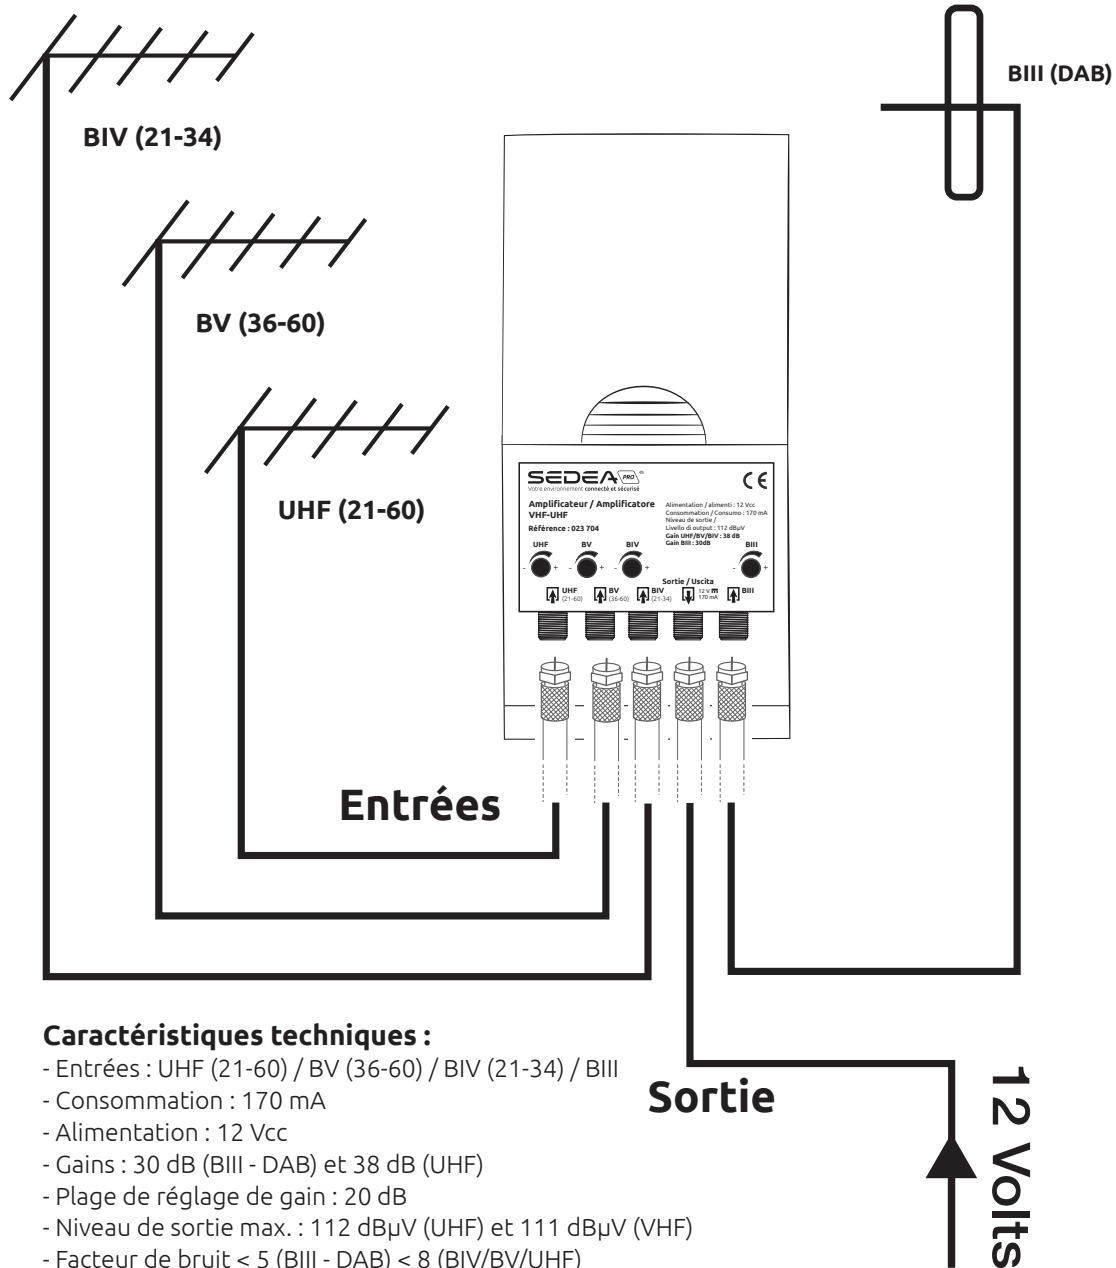 BIII (DAB)
BIV (21-34)
BV (36-60)
UHF (21-60)
SEDEA PRO ®
Votre environnement connecté et sécurisé
CE
Amplificateur / Amplificatore
VHF-UHF
Référence : 023 704
Alimentation / alimenti : 12 Vcc
Consommation / Consumo : 170 mA
Niveau de sortie /
Livello di output : 112 dBµV
Gain UHF/BV/BIV : 38 dB
Gain BIII : 30dB
UHF BV BIV BIII
- + - + - + - +
Sortie / Uscita
UHF (21-60)
BV (36-60)
BIV (21-34)
12 V 170 mA
BIII
Entrées
Caractéristiques techniques :
- Entrées : UHF (21-60) / BV (36-60) / BIV (21-34) / BIII
- Consommation : 170 mA
- Alimentation : 12 Vcc
- Gains : 30 dB (BIII - DAB) et 38 dB (UHF)
- Plage de réglage de gain : 20 dB
- Niveau de sortie max. : 112 dBµV (UHF) et 111 dBµV (VHF)
- Facteur de bruit < 5 (BIII - DAB) < 8 (BIV/BV/UHF)
Sortie
12 Volts